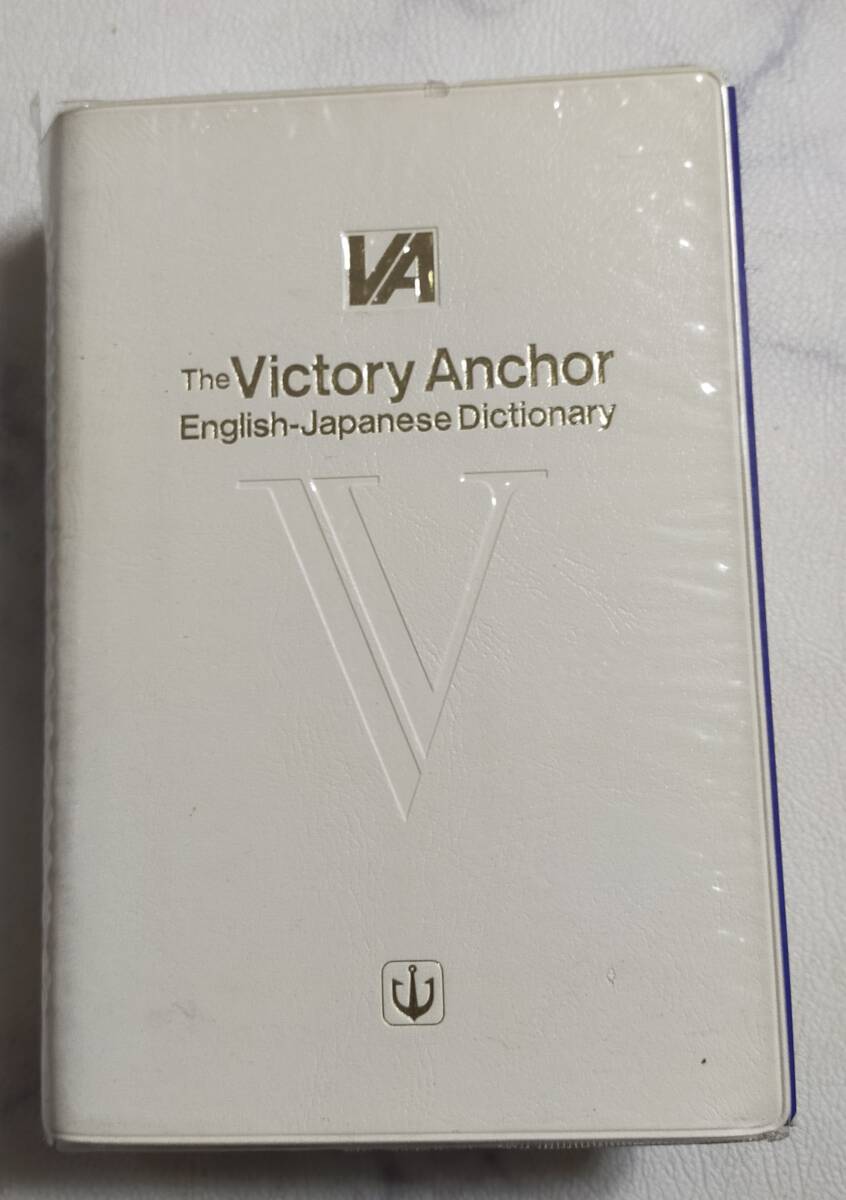 VA
The Victory Anchor
English-Japanese Dictionary
V